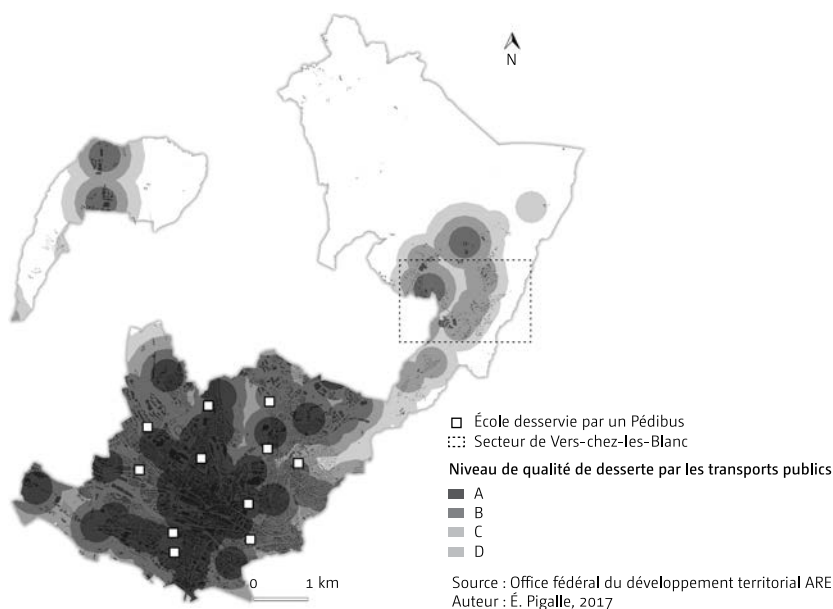 N
École desservie par un Pédibus
Secteur de Vers-chez-les-Blanc
Niveau de qualité de desserte par les transports publics
A
B
C
D
0 1 km
Source : Office fédéral du développement territorial ARE
Auteur : É. Pigalle, 2017